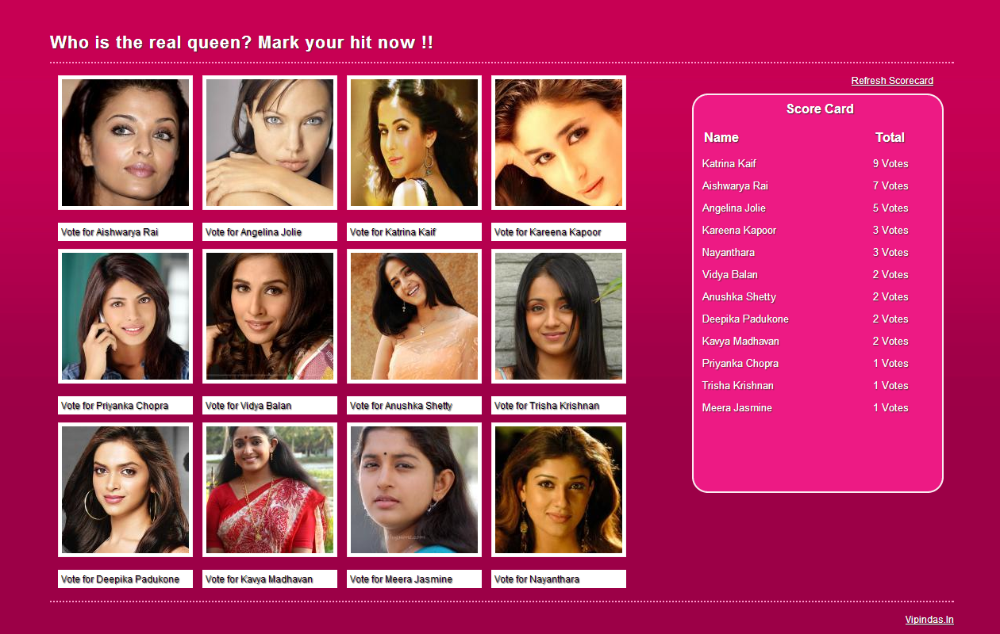 Who is the real queen? Mark your hit now !!
Refresh Scorecard
Vote for Aishwarya Rai
Vote for Angelina Jolie
Vote for Katrina Kaif
Vote for Kareena Kapoor
Vote for Priyanka Chopra
Vote for Vidya Balan
Vote for Anushka Shetty
Vote for Trisha Krishnan
Vote for Deepika Padukone
Vote for Kavya Madhavan
Vote for Meera Jasmine
Vote for Nayanthara
Score Card
Name Total
Katrina Kaif 9 Votes
Aishwarya Rai 7 Votes
Angelina Jolie 5 Votes
Kareena Kapoor 3 Votes
Nayanthara 3 Votes
Vidya Balan 2 Votes
Anushka Shetty 2 Votes
Deepika Padukone 2 Votes
Kavya Madhavan 2 Votes
Priyanka Chopra 1 Votes
Trisha Krishnan 1 Votes
Meera Jasmine 1 Votes
Vipindas.In